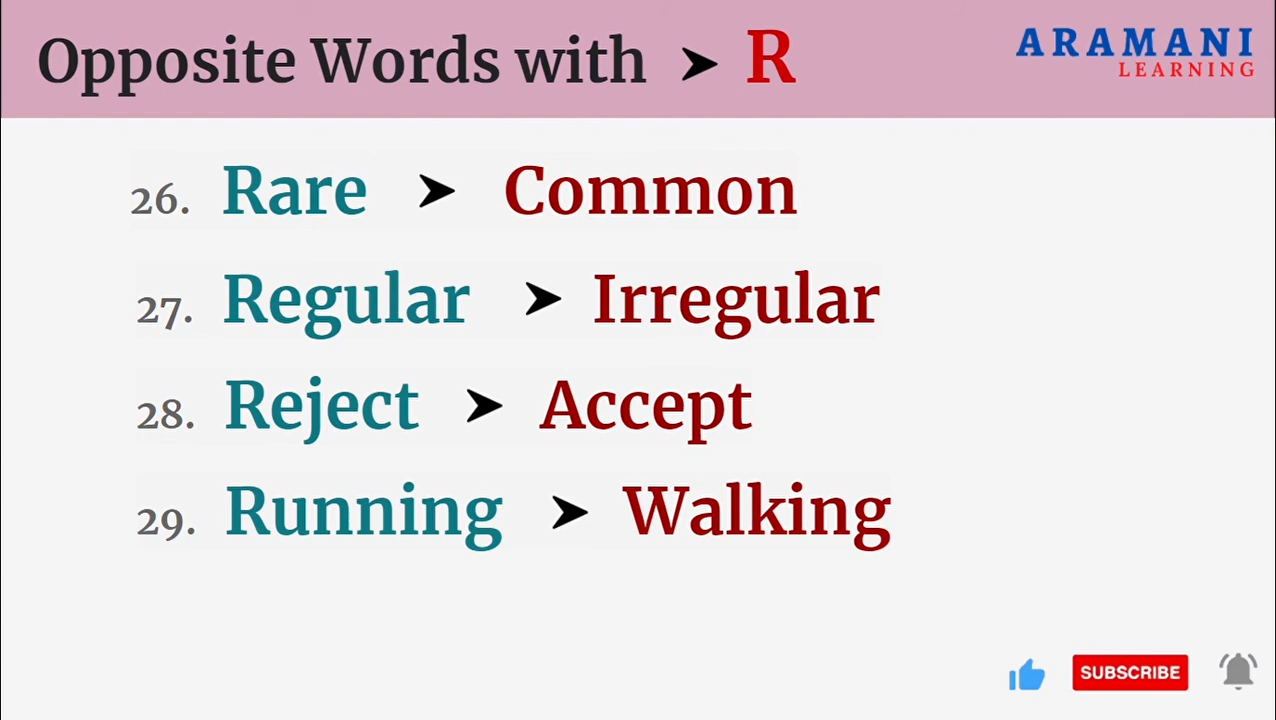 Opposite Words with ➤ R
ARAMANI
LEARNING
26. Rare ➤ Common
27. Regular ➤ Irregular
28. Reject ➤ Accept
29. Running ➤ Walking
SUBSCRIBE